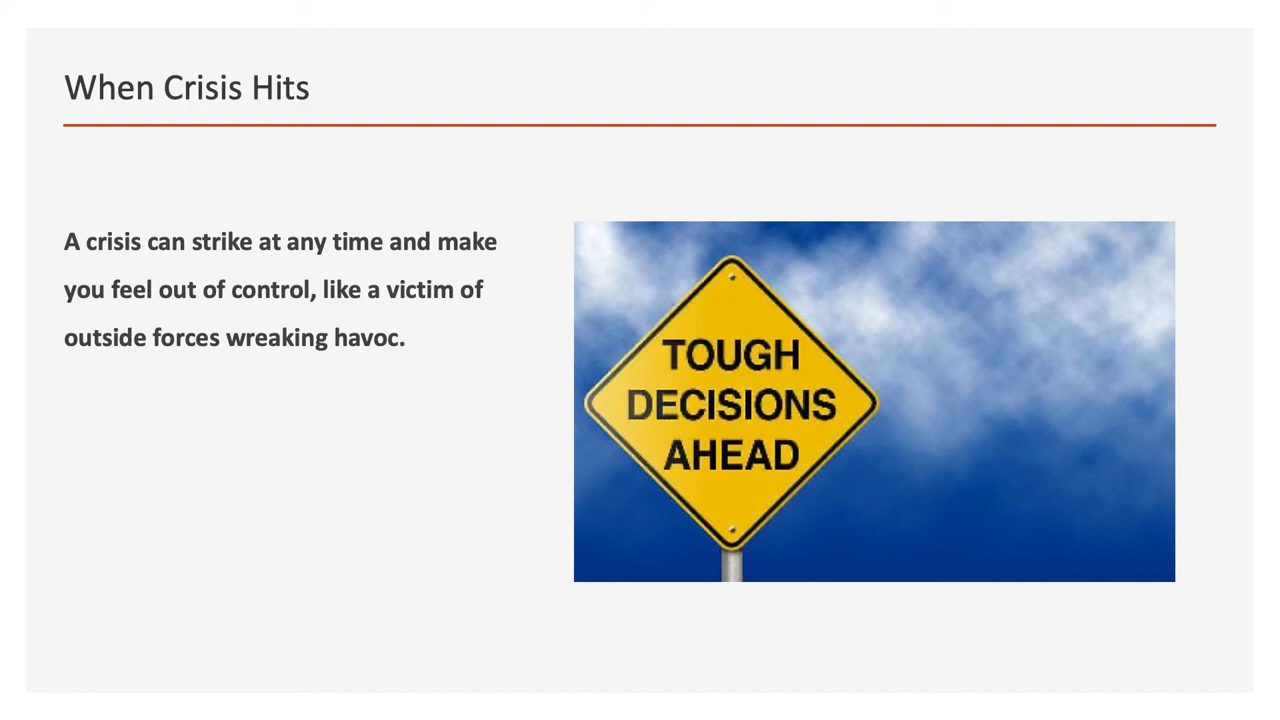 When Crisis Hits
A crisis can strike at any time and make
you feel out of control, like a victim of
outside forces wreaking havoc.
TOUGH
DECISIONS
AHEAD